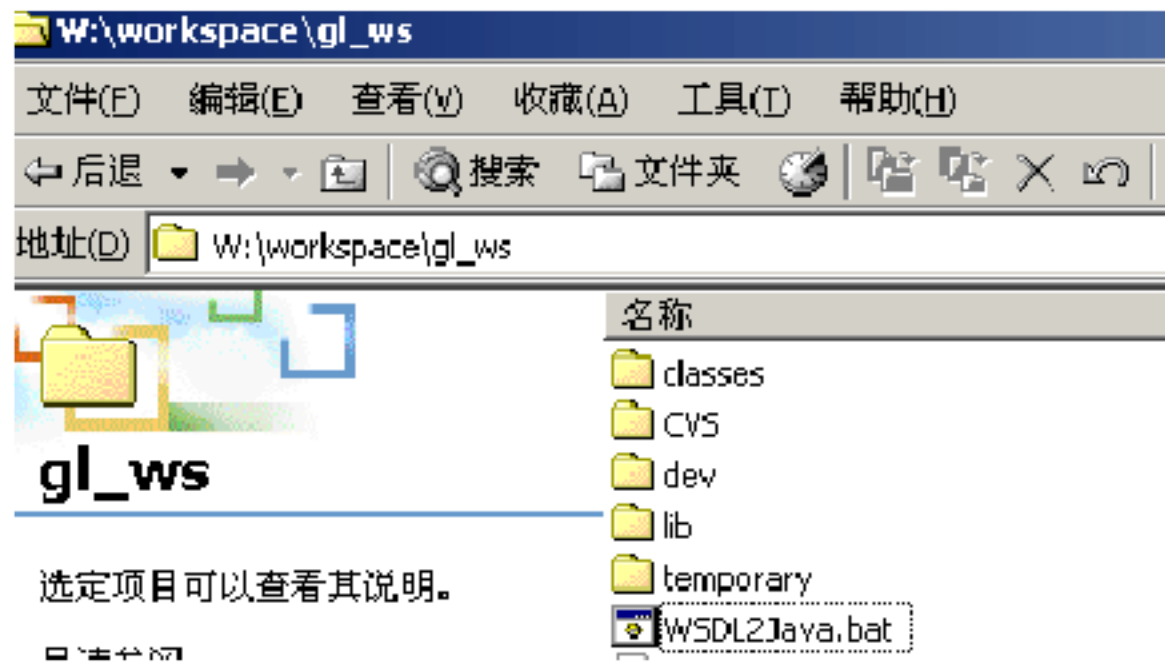 W:\workspace\gl_ws
文件(F) 编辑(E) 查看(V) 收藏(A) 工具(T) 帮助(H)
后退 搜索 文件夹
地址(D) W:\workspace\gl_ws
名称
classes
CVS
dev
lib
temporary
WSDL2Java.bat
gl_ws
选定项目可以查看其说明。